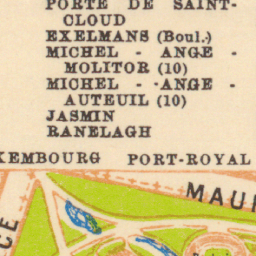 PORTE DE SAINT-
CLOUD
EXELMANS (Boul.)
MICHEL - ANGE -
MOLITOR (10)
MICHEL - ANGE -
AUTEUIL (10)
JASMIN
RANELAGH
XEMBOURG PORT-ROYAL
MAU
CE